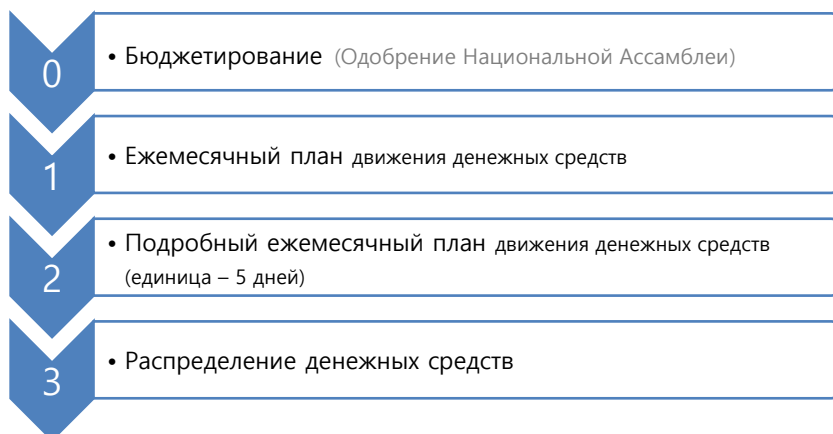 0
• Бюджетирование (Одобрение Национальной Ассамблеи)
1
• Ежемесячный план движения денежных средств
2
• Подробный ежемесячный план движения денежных средств
(единица – 5 дней)
3
• Распределение денежных средств